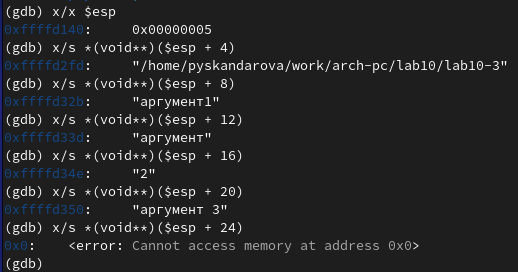 (gdb) x/x $esp
0xffffd140:     0x00000005
(gdb) x/s *(void**)($esp + 4)
0xffffd2fd:     "/home/pyskandarova/work/arch-pc/lab10/lab10-3"
(gdb) x/s *(void**)($esp + 8)
0xffffd32b:     "аргумент1"
(gdb) x/s *(void**)($esp + 12)
0xffffd33d:     "аргумент"
(gdb) x/s *(void**)($esp + 16)
0xffffd34e:     "2"
(gdb) x/s *(void**)($esp + 20)
0xffffd350:     "аргумент 3"
(gdb) x/s *(void**)($esp + 24)
0x0:    <error: Cannot access memory at address 0x0>
(gdb)